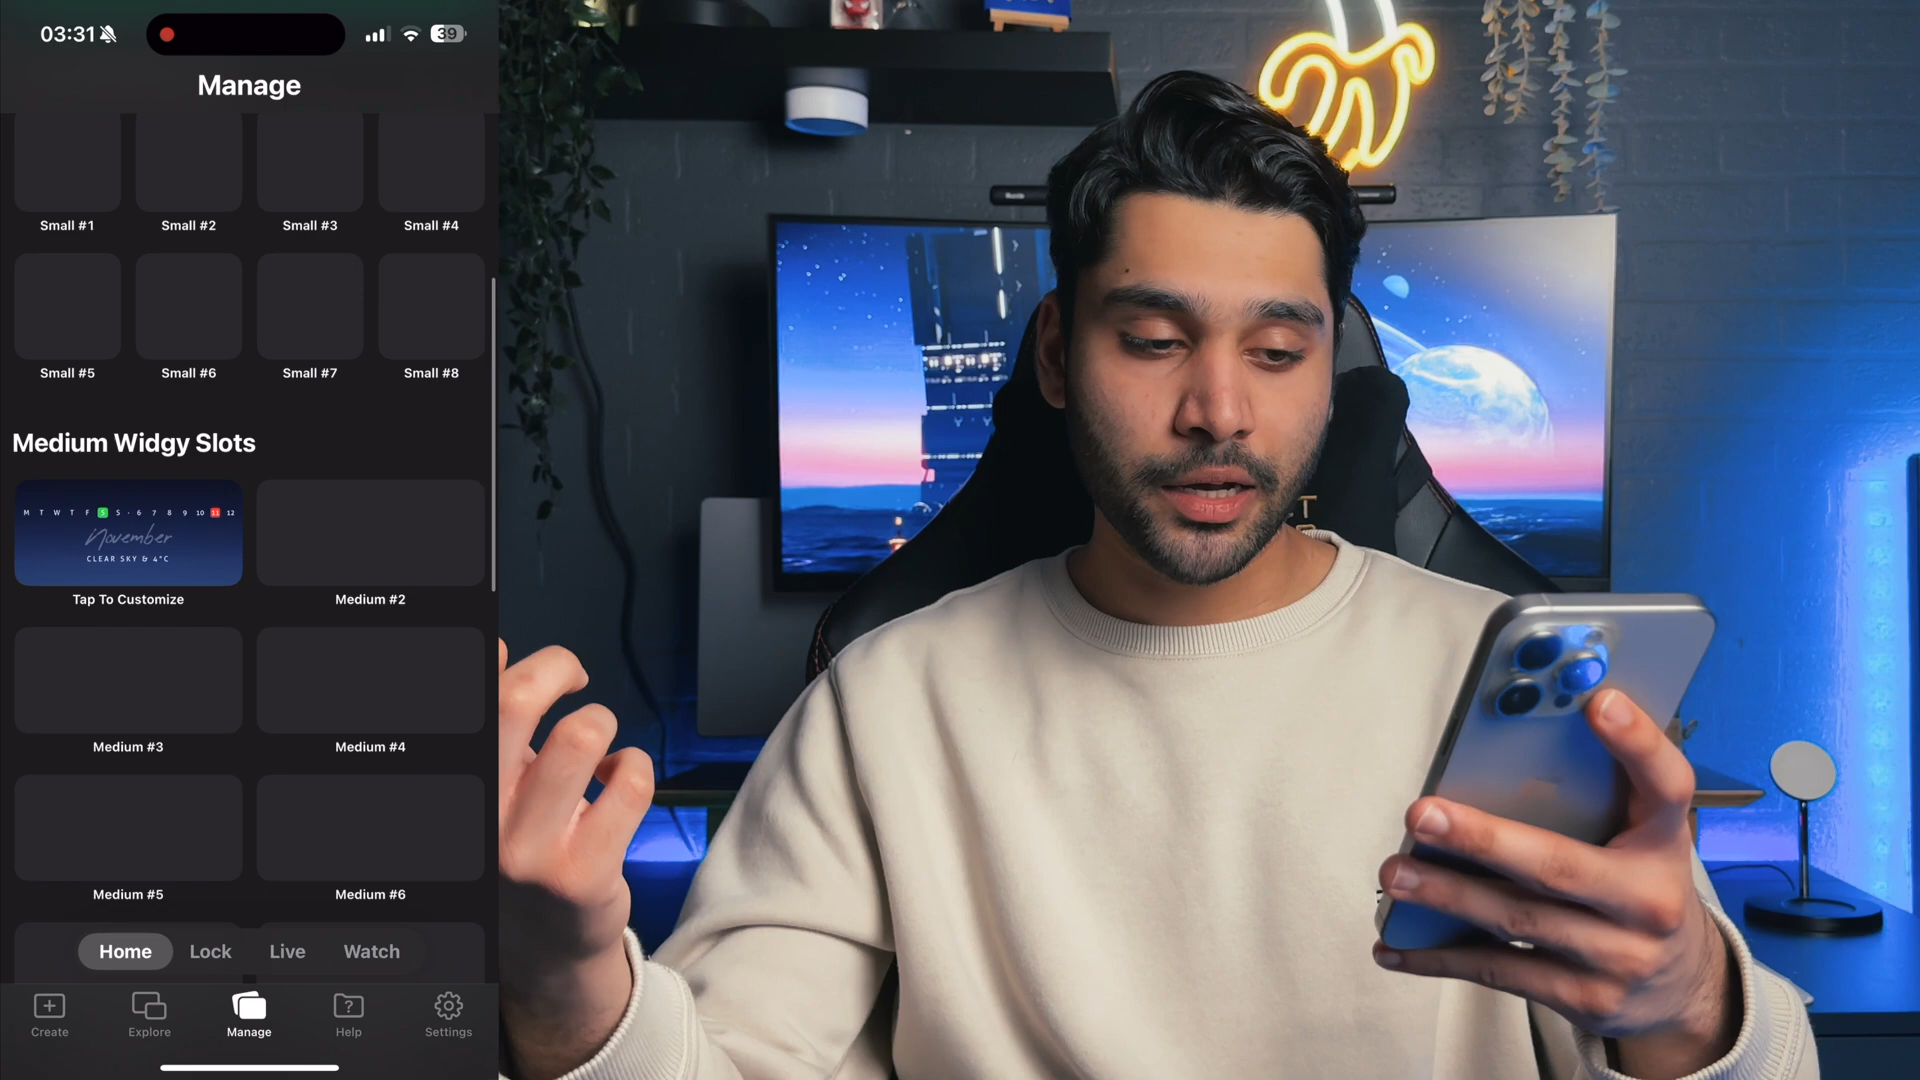 03:31
39
Manage
Small #1 Small #2 Small #3 Small #4
Small #5 Small #6 Small #7 Small #8
Medium Widgy Slots
M T W T F S S · 6 7 8 9 10 11 12
November
CLEAR SKY & 4°C
Tap To Customize Medium #2
Medium #3 Medium #4
Medium #5 Medium #6
Home Lock Live Watch
Create Explore Manage Help Settings